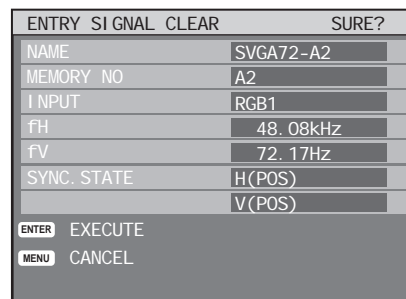 ENTRY SIGNAL CLEAR SURE?
NAME SVGA72-A2
MEMORY NO A2
INPUT RGB1
fH 48.08kHz
fV 72.17Hz
SYNC. STATE H(POS)
V(POS)
ENTER EXECUTE
MENU CANCEL